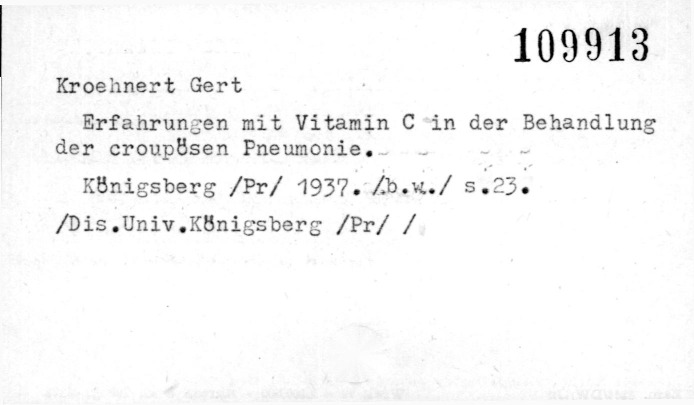 109913
Kroehnert Gert
Erfahrungen mit Vitamin C in der Behandlung
der croupösen Pneumonie.
Königsberg /Pr/ 1937. /b.w./ s.23.
/Dis.Univ.Königsberg /Pr/ /